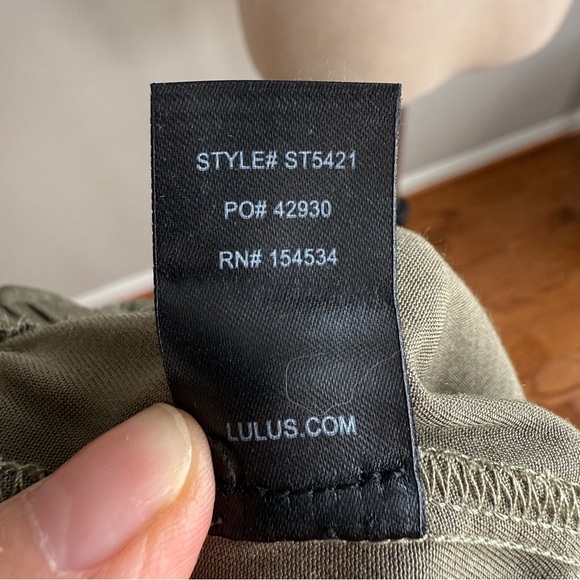 STYLE# ST5421
PO# 42930
RN# 154534
LULUS.COM